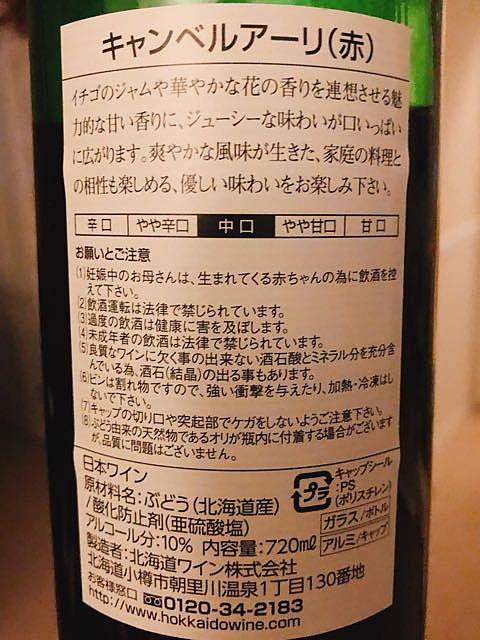 キャンベルアーリ(赤)
イチゴのジャムや華やかな花の香りを連想させる魅
力的な甘い香りに、ジューシーな味わいが口いっぱい
に広がります。爽やかな風味が生きた、家庭の料理と
の相性も楽しめる、優しい味わいをお楽しみ下さい。
辛口 やや辛口 中口 やや甘口 甘口
お願いとご注意
(1)妊娠中のお母さんは、生まれてくる赤ちゃんの為に飲酒を控
えて下さい。
(2)飲酒運転は法律で禁じられています。
(3)過度の飲酒は健康に害を及ぼします。
(4)未成年者の飲酒は法律で禁じられています。
(5)良質なワインに欠く事の出来ない酒石酸とミネラル分を充分含
んでいる為、酒石(結晶)の出る事もあります。
(6)ビンは割れ物ですので、強い衝撃を与えたり、加熱・冷凍はし
ないで下さい。
(7)キャップの切り口や突起部でケガをしないようご注意下さい。
(8)ぶどう由来の天然物であるオリが瓶内に付着する場合がございます
が、品質に問題はございません。
日本ワイン
原材料名:ぶどう(北海道産)
/酸化防止剤(亜硫酸塩)
アルコール分:10% 内容量:720ml
製造者:北海道ワイン株式会社
北海道小樽市朝里川温泉1丁目130番地
お客様窓口 0120-34-2183
http://www.hokkaidowine.com
プラ
キャップシール
:PS
(ポリスチレン)
ガラス/ボトル
アルミ/キャップ